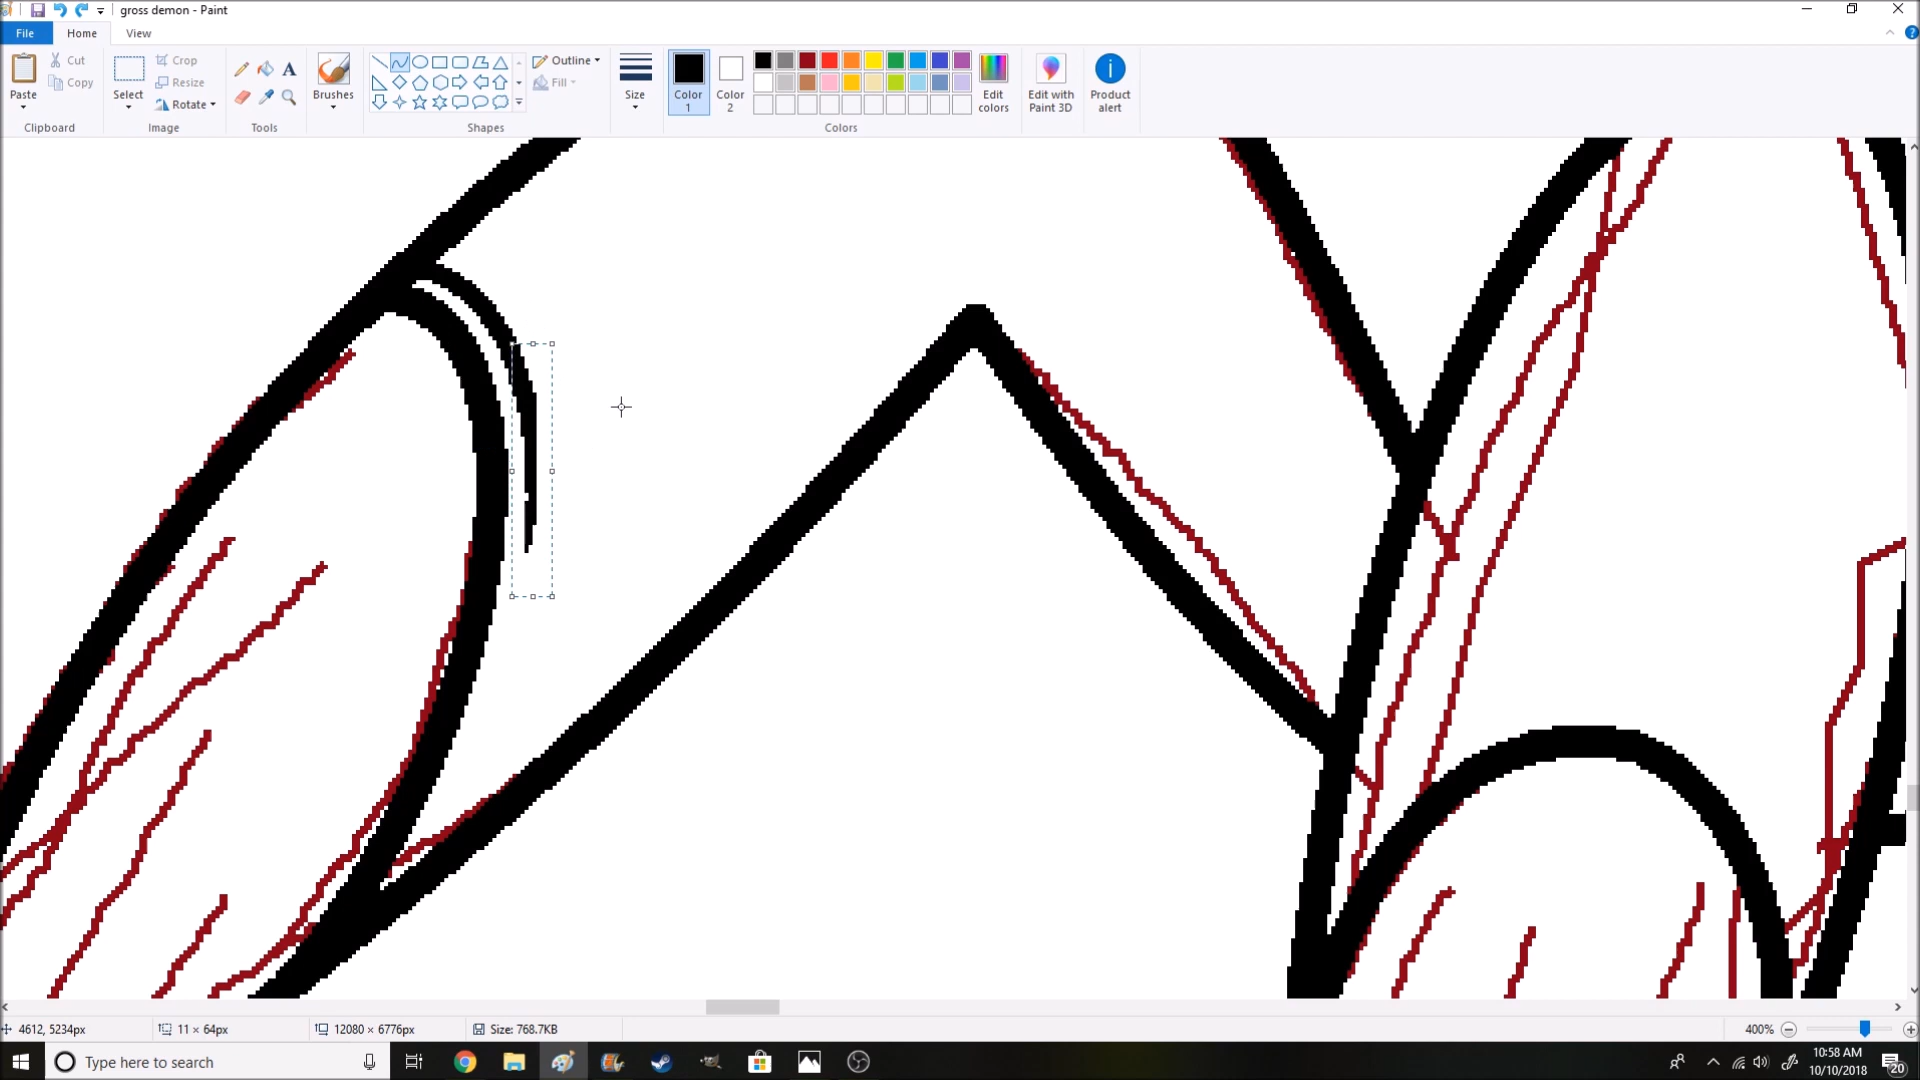 gross demon - Paint
File Home View
Paste Cut Copy Clipboard
Select Crop Resize Rotate Image
A Tools
Brushes
Outline Fill Shapes
Size
Color 1
Color 2
Edit colors
Colors
Edit with Paint 3D
Product alert
4612, 5234px 11 × 64px 12080 × 6776px Size: 768.7KB 400%
Type here to search
10:58 AM
10/10/2018
20